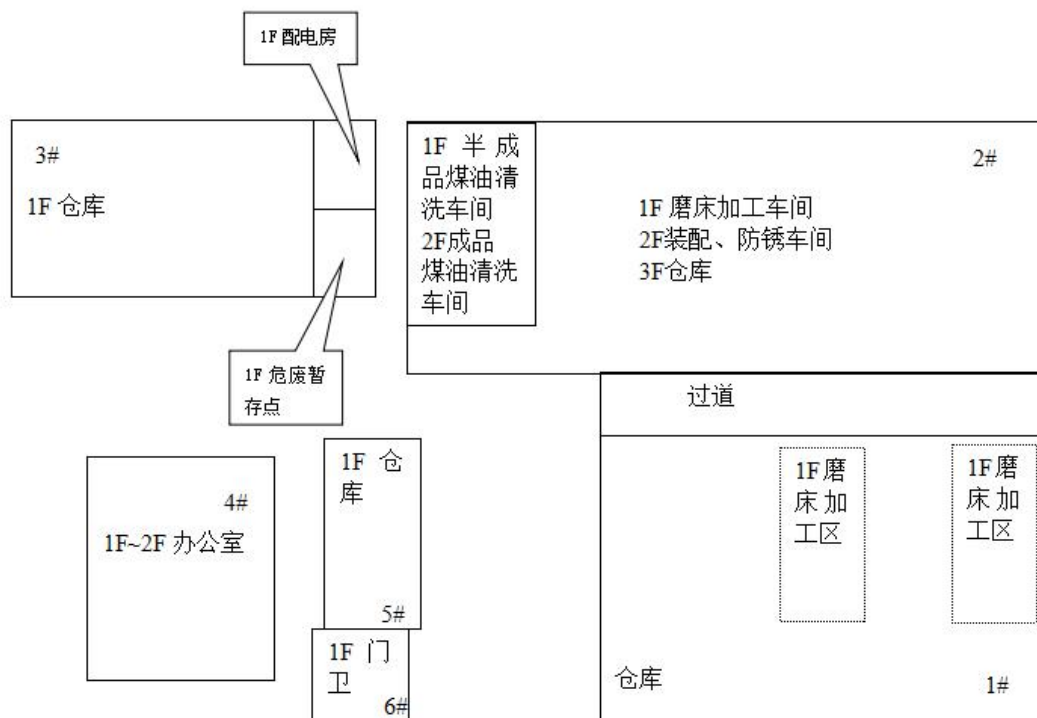 1F 配电房
3#
1F 仓库
1F 半成
品煤油清
洗车间
2F成品
煤油清洗
车间
2#
1F 磨床加工车间
2F装配、防锈车间
3F仓库
1F 危废暂
存点
过道
4#
1F~2F 办公室
1F 仓
库
5#
1F 门
卫
6#
1F磨
床加
工区
1F磨
床加
工区
仓库
1#